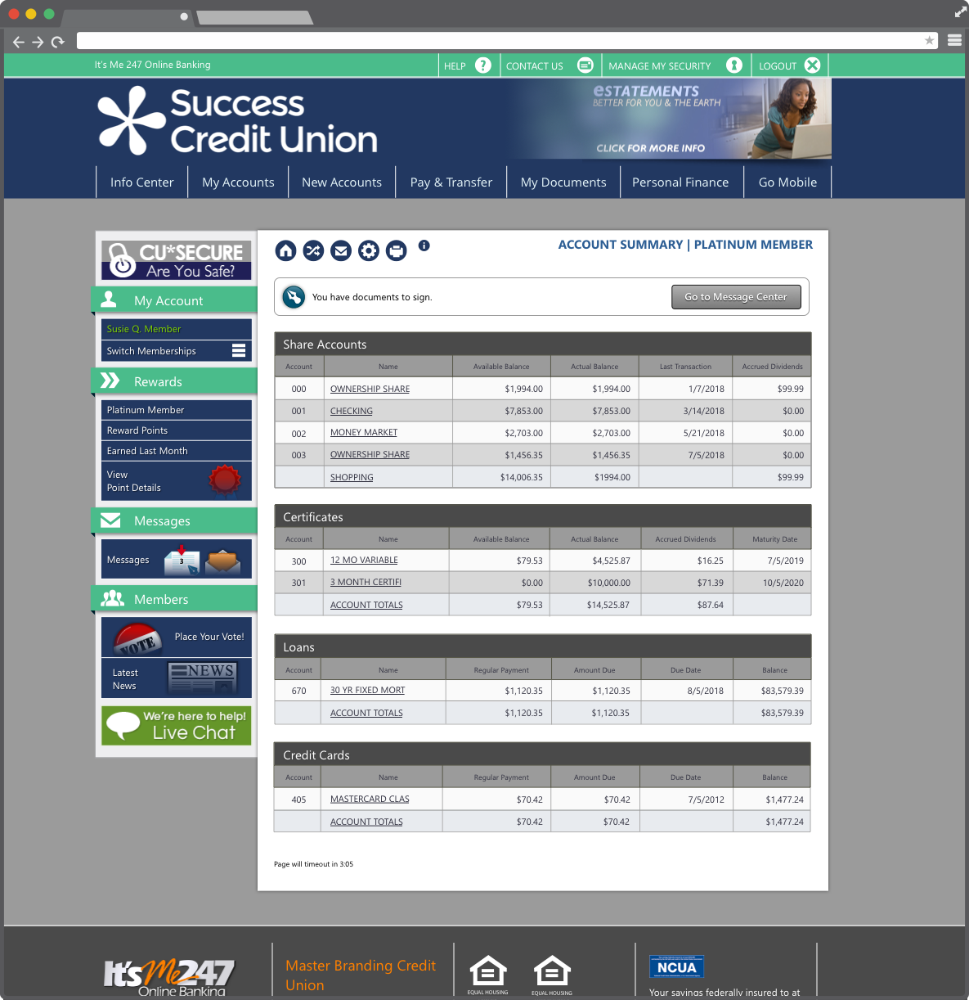 It's Me 247 Online Banking
HELP ?
CONTACT US
MANAGE MY SECURITY
LOGOUT
Success
Credit Union
eSTATEMENTS
BETTER FOR YOU & THE EARTH
CLICK FOR MORE INFO
Info Center My Accounts New Accounts Pay & Transfer My Documents Personal Finance Go Mobile
CU*SECURE
Are You Safe?
My Account
Susie Q. Member
Switch Memberships
Rewards
Platinum Member
Reward Points
Earned Last Month
View
Point Details
Messages
Messages 3
Members
VOTE Place Your Vote!
Latest
News
NEWS
We're here to help!
Live Chat
i
ACCOUNT SUMMARY | PLATINUM MEMBER
You have documents to sign.
Go to Message Center
Share Accounts
Account Name Available Balance Actual Balance Last Transaction Accrued Dividends
000 OWNERSHIP SHARE $1,994.00 $1,994.00 1/7/2018 $99.99
001 CHECKING $7,853.00 $7,853.00 3/14/2018 $0.00
002 MONEY MARKET $2,703.00 $2,703.00 5/21/2018 $0.00
003 OWNERSHIP SHARE $1,456.35 $1,456.35 7/5/2018 $0.00
SHOPPING $14,006.35 $1994.00 $99.99
Certificates
Account Name Available Balance Actual Balance Accrued Dividends Maturity Date
300 12 MO VARIABLE $79.53 $4,525.87 $16.25 7/5/2019
301 3 MONTH CERTIFI $0.00 $10,000.00 $71.39 10/5/2020
ACCOUNT TOTALS $79.53 $14,525.87 $87.64
Loans
Account Name Regular Payment Amount Due Due Date Balance
670 30 YR FIXED MORT $1,120.35 $1,120.35 8/5/2018 $83,579.39
ACCOUNT TOTALS $1,120.35 $1,120.35 $83,579.39
Credit Cards
Account Name Regular Payment Amount Due Due Date Balance
405 MASTERCARD CLAS $70.42 $70.42 7/5/2012 $1,477.24
ACCOUNT TOTALS $70.42 $70.42 $1,477.24
Page will timeout in 3:05
It's Me 247
Online Banking
Master Branding Credit
Union
EQUAL HOUSING
EQUAL HOUSING
NCUA
Your savings federally insured to at